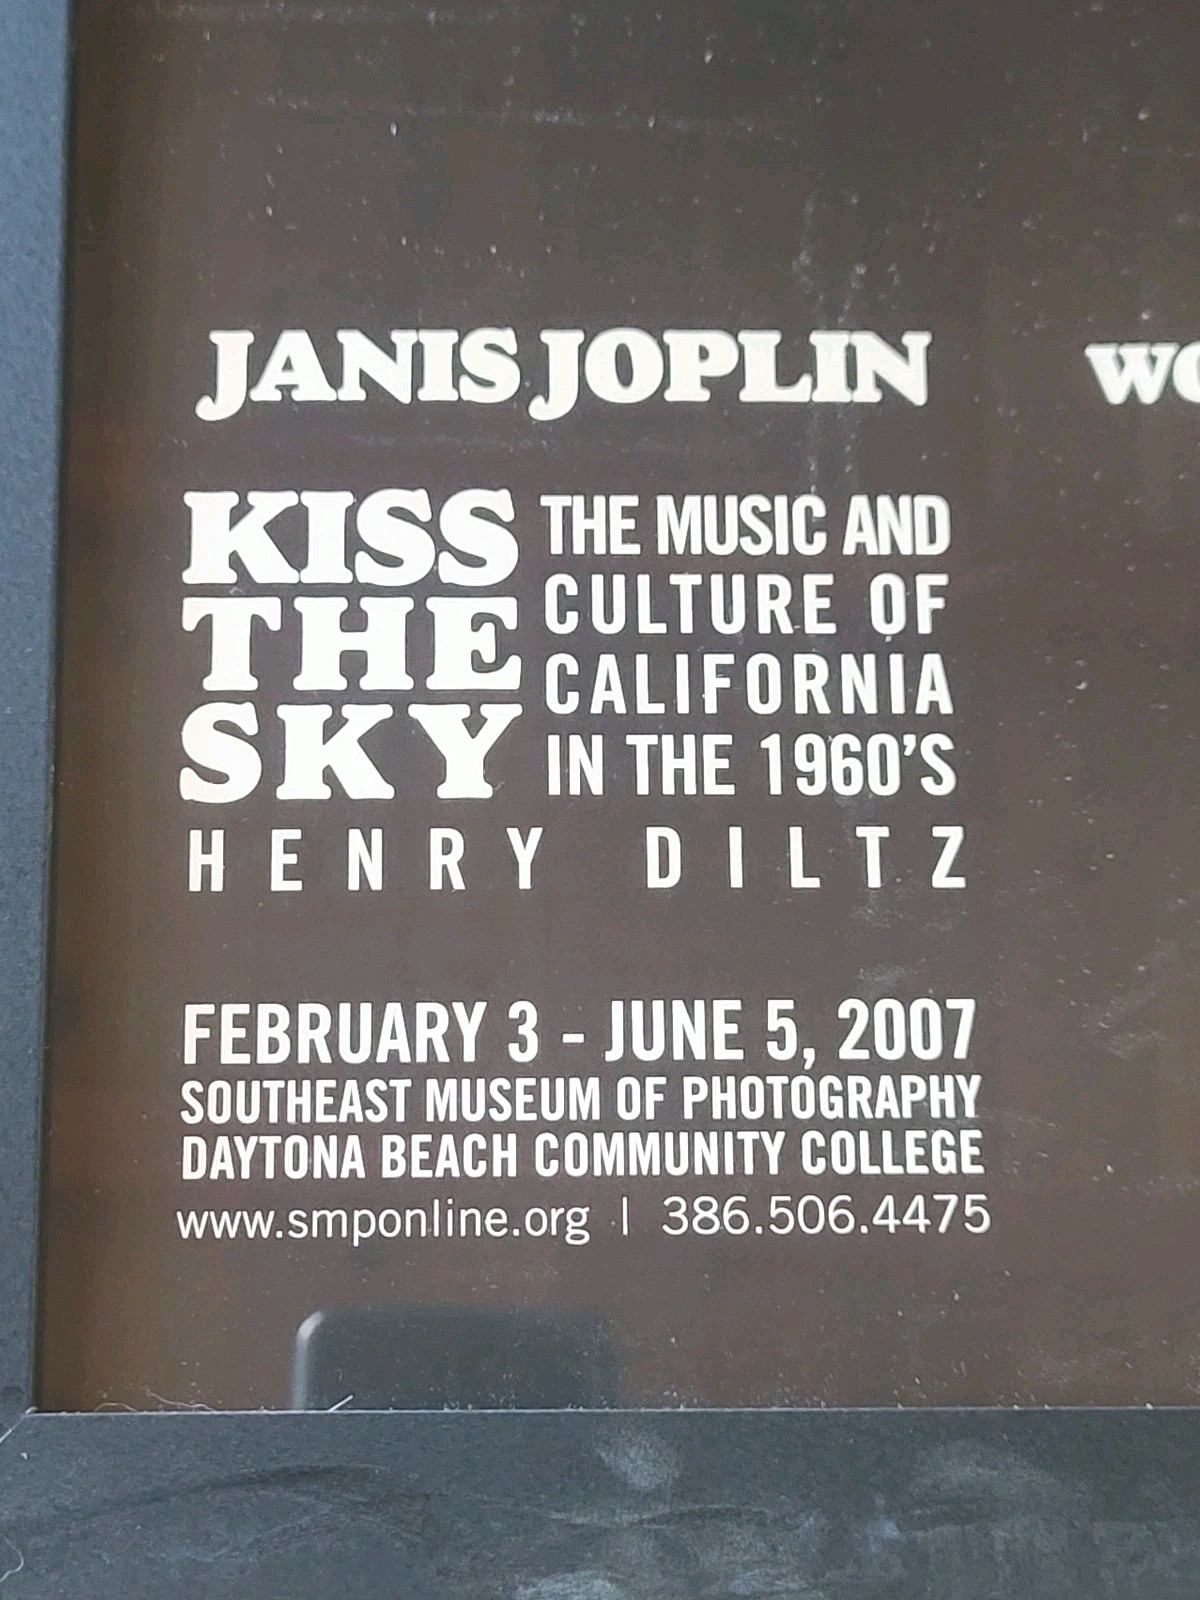 JANIS JOPLIN
KISS THE SKY
THE MUSIC AND
CULTURE OF
CALIFORNIA
IN THE 1960'S
HENRY DILTZ
FEBRUARY 3 - JUNE 5, 2007
SOUTHEAST MUSEUM OF PHOTOGRAPHY
DAYTONA BEACH COMMUNITY COLLEGE
www.smponline.org | 386.506.4475